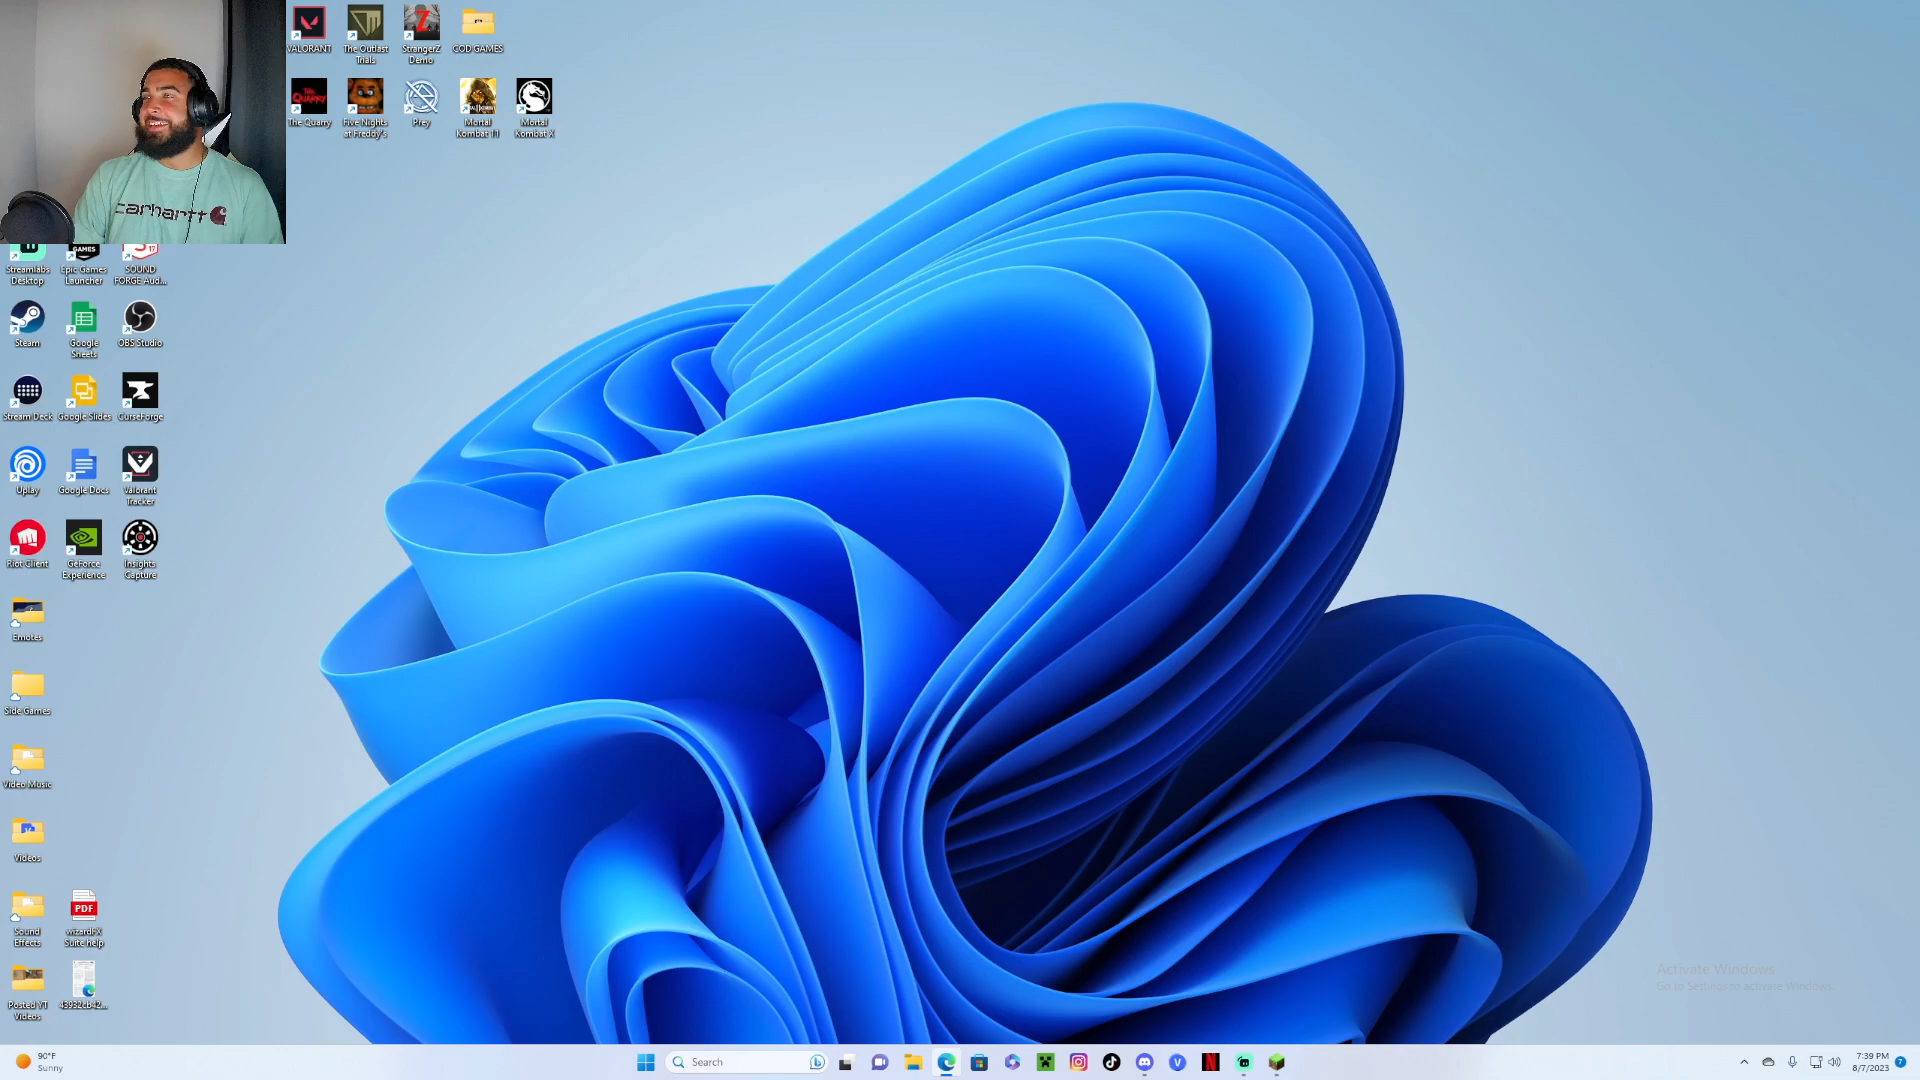 VALORANT
The Outlast
Trials
StrangerZ
Demo
COD GAMES
The Quarry
Five Nights
at Freddy's
Prey
Mortal
Kombat 11
Mortal
Kombat X
carhartt
Streamlabs
Desktop
GAMES
Epic Games
Launcher
17
SOUND
FORGE Aud...
Steam
Google
Sheets
OBS Studio
Stream Deck
Google Slides
CurseForge
Uplay
Google Docs
Valorant
Tracker
Riot Client
GeForce
Experience
Insights
Capture
Emotes
Side Games
Video Music
Videos
Sound
Effects
PDF
wizardFX
Suite help
Posted YT
Videos
Activate Windows
Go to Settings to activate Windows.
90°F
Sunny
Search
7:39 PM
8/7/2023
7